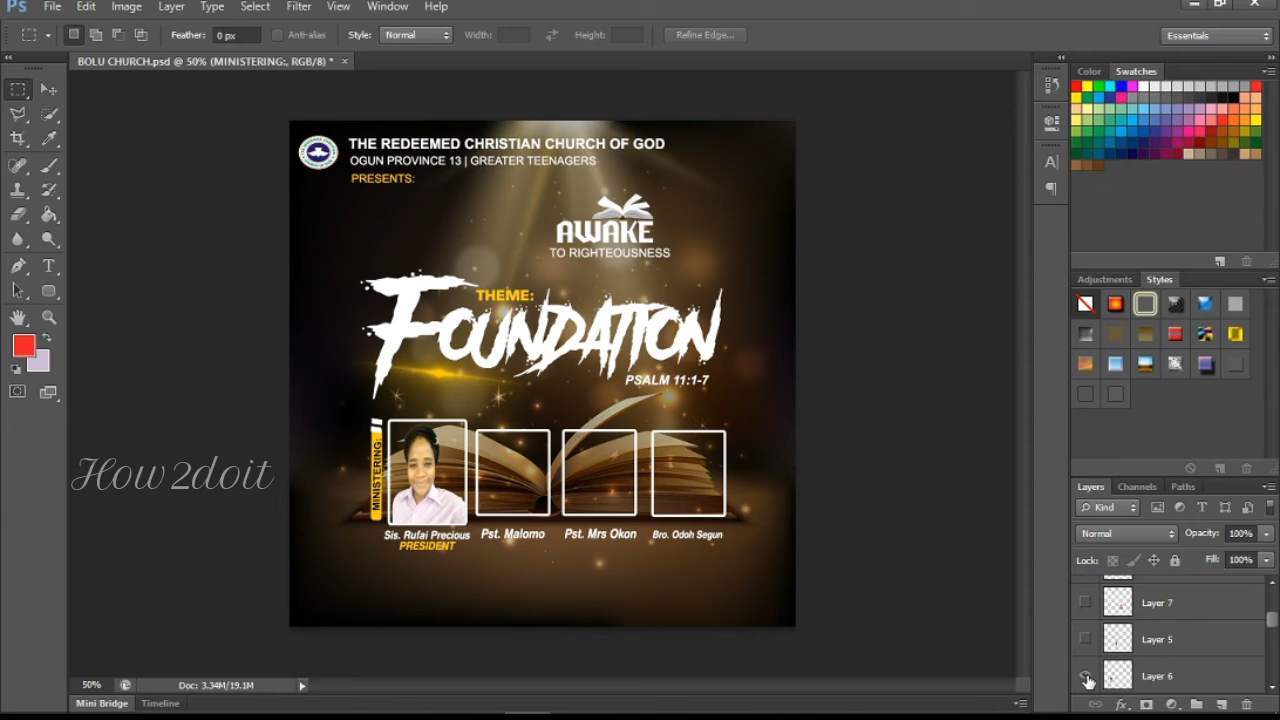 Ps File Edit Image Layer Type Select Filter View Window Help
Feather: 0 px Anti-alias Style: Normal Width: Height: Refine Edge... Essentials
BOLU CHURCH.psd @ 50% (MINISTERING:, RGB/8) * ×
Color Swatches
THE REDEEMED CHRISTIAN CHURCH OF GOD
OGUN PROVINCE 13 | GREATER TEENAGERS
PRESENTS:
AWAKE
TO RIGHTEOUSNESS
THEME:
FOUNDATION
PSALM 11:1-7
MINISTERING:
Sis. Rufai Precious
PRESIDENT
Pst. Malomo
Pst. Mrs Okon
Bro. Odoh Segun
How 2doit
Adjustments Styles
Layers Channels Paths
Kind
Normal Opacity: 100%
Lock: Fill: 100%
Layer 7
Layer 5
Layer 6
50% Doc: 3.34M/19.1M
Mini Bridge Timeline